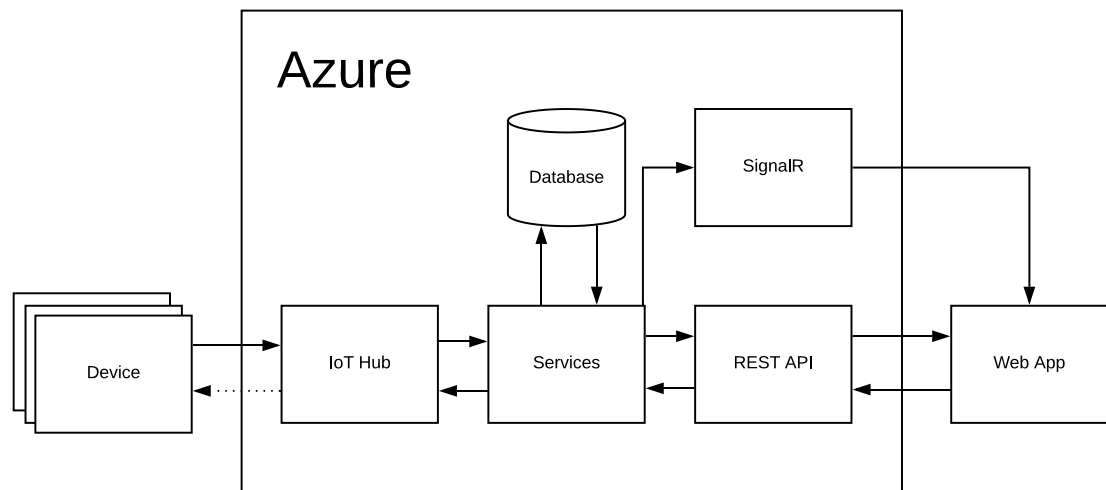 Azure
Database
SignalR
Device
IoT Hub
Services
REST API
Web App